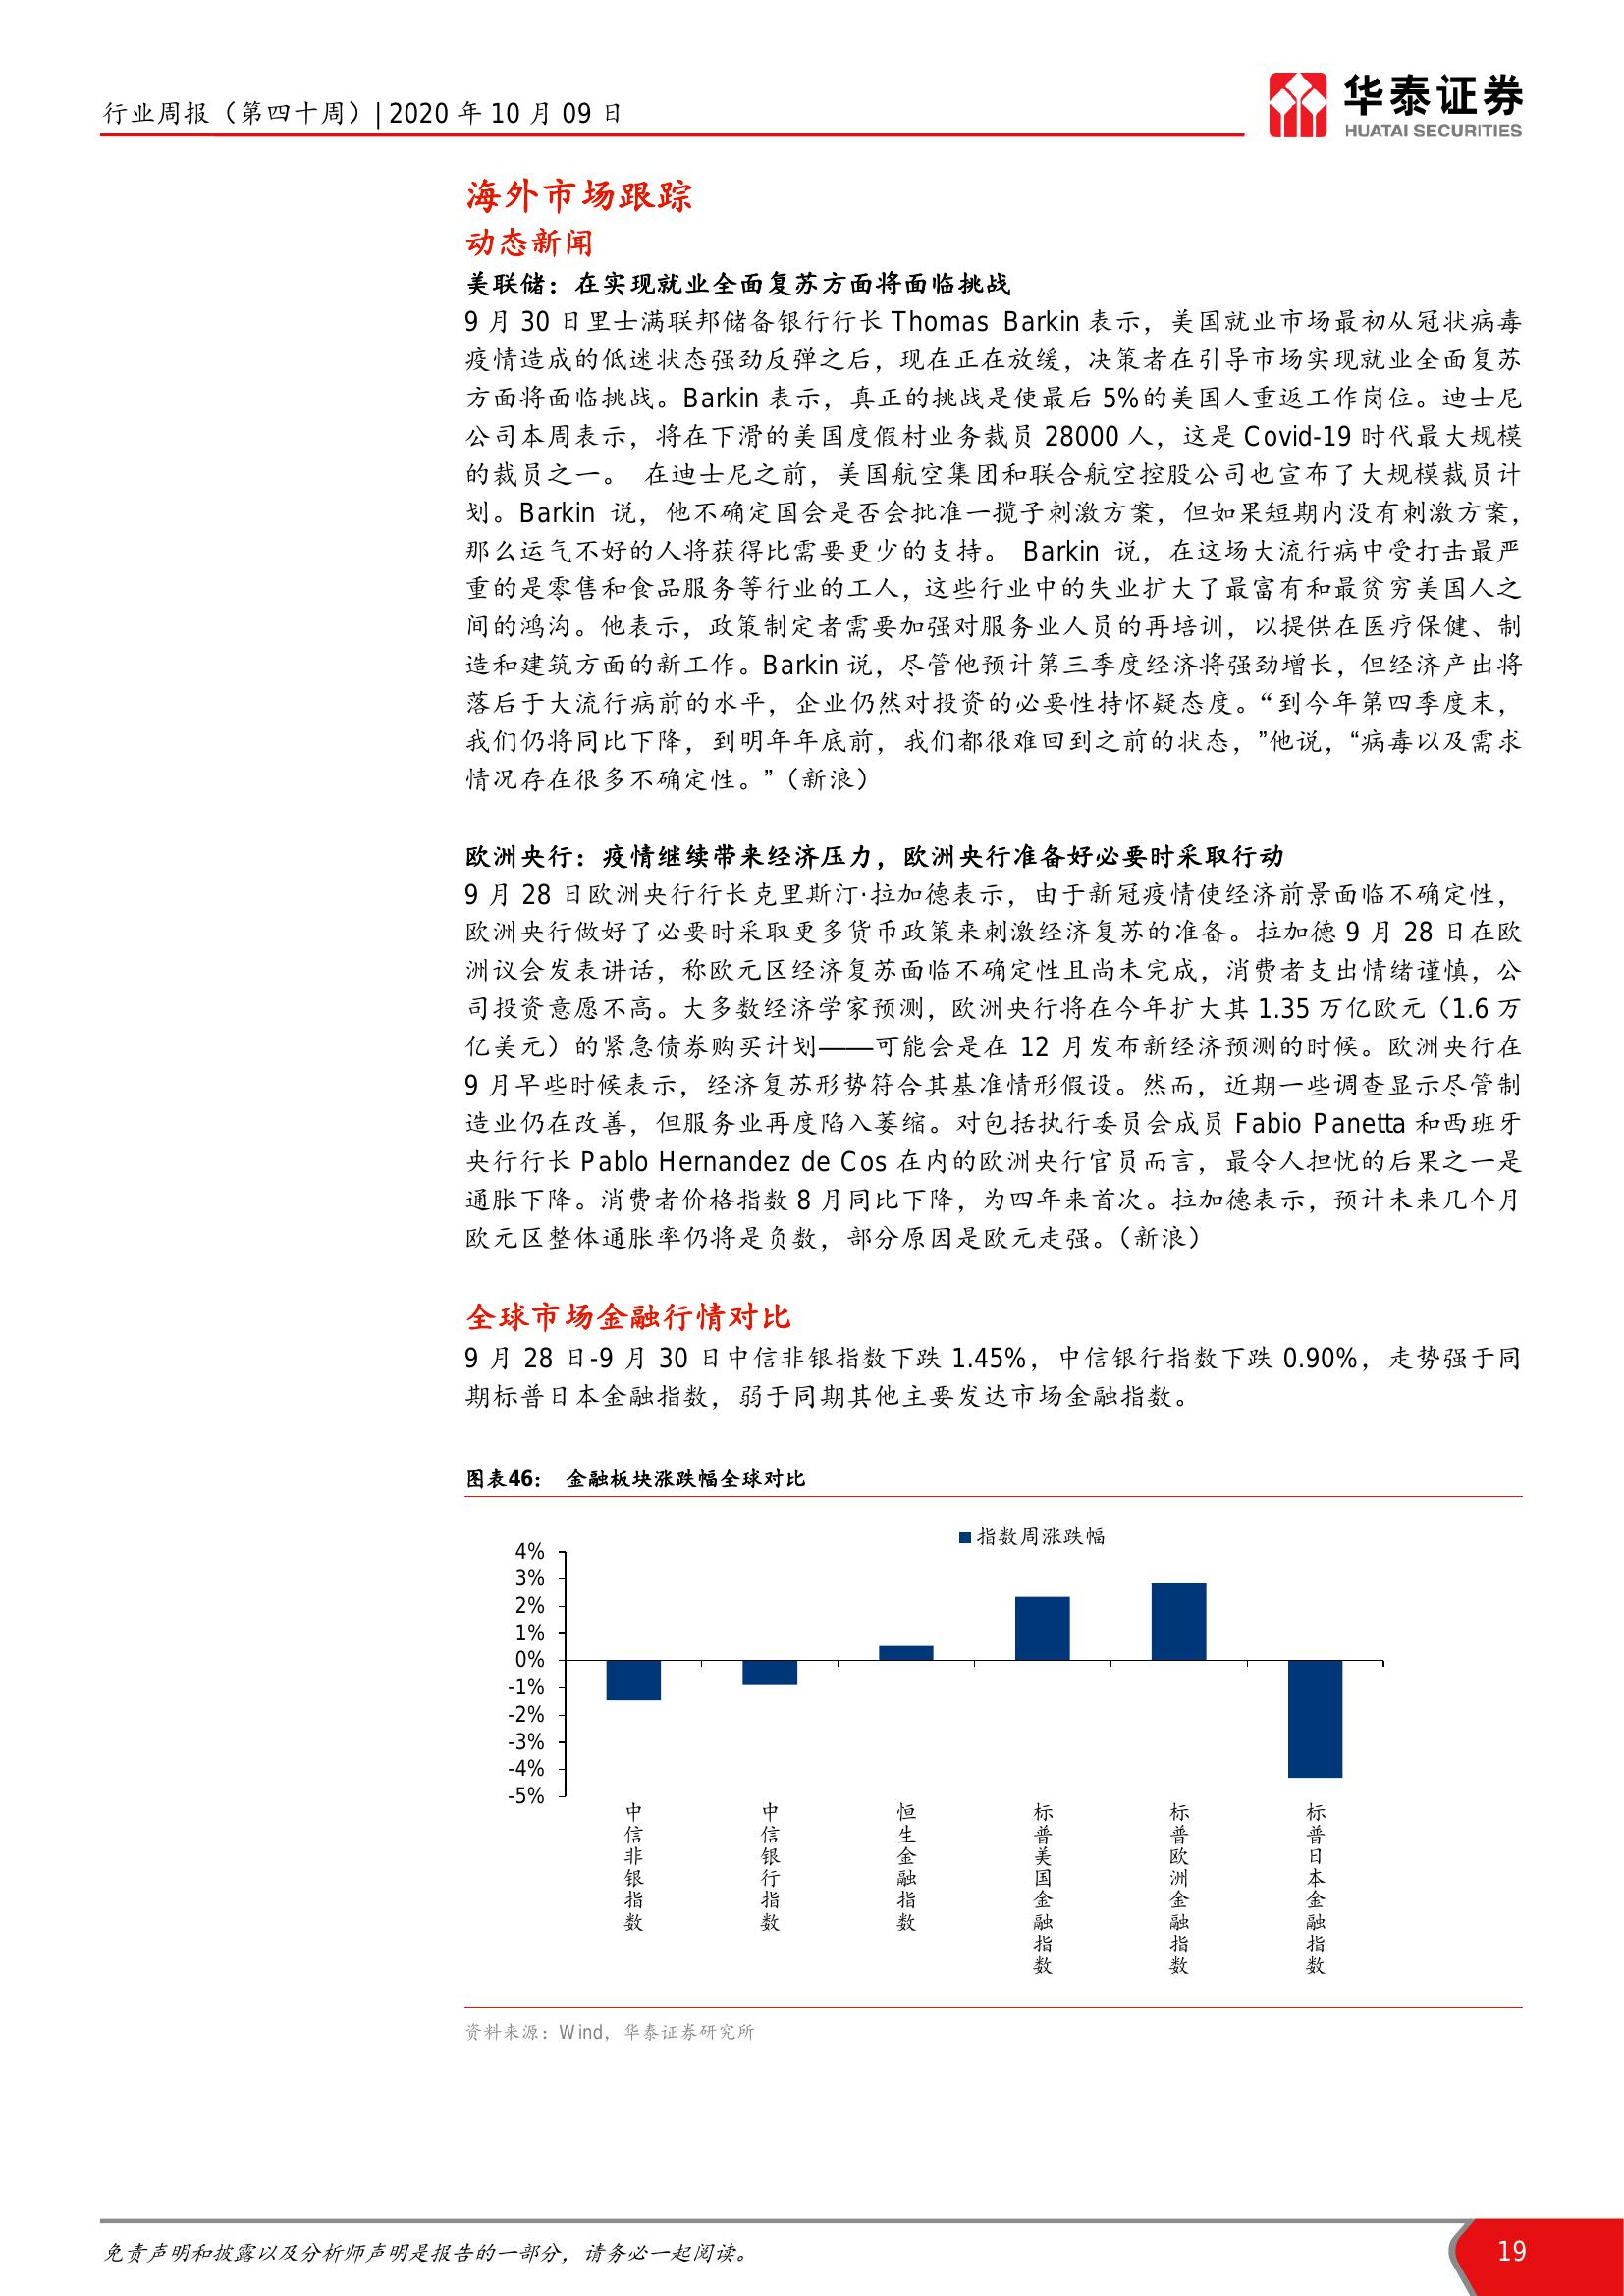 行业周报（第四十周）| 2020 年 10 月 09 日
华泰证券
HUATAI SECURITIES
海外市场跟踪
动态新闻
美联储：在实现就业全面复苏方面将面临挑战
9 月 30 日里士满联邦储备银行行长 Thomas Barkin 表示，美国就业市场最初从冠状病毒
疫情造成的低迷状态强劲反弹之后，现在正在放缓，决策者在引导市场实现就业全面复苏
方面将面临挑战。Barkin 表示，真正的挑战是使最后 5%的美国人重返工作岗位。迪士尼
公司本周表示，将在下滑的美国度假村业务裁员 28000 人，这是 Covid-19 时代最大规模
的裁员之一。 在迪士尼之前，美国航空集团和联合航空控股公司也宣布了大规模裁员计
划。Barkin 说，他不确定国会是否会批准一揽子刺激方案，但如果短期内没有刺激方案，
那么运气不好的人将获得比需要更少的支持。 Barkin 说，在这场大流行病中受打击最严
重的是零售和食品服务等行业的工人，这些行业中的失业扩大了最富有和最贫穷美国人之
间的鸿沟。他表示，政策制定者需要加强对服务业人员的再培训，以提供在医疗保健、制
造和建筑方面的新工作。Barkin 说，尽管他预计第三季度经济将强劲增长，但经济产出将
落后于大流行病前的水平，企业仍然对投资的必要性持怀疑态度。“到今年第四季度末，
我们仍将同比下降，到明年年底前，我们都很难回到之前的状态，”他说，“病毒以及需求
情况存在很多不确定性。”（新浪）
欧洲央行：疫情继续带来经济压力，欧洲央行准备好必要时采取行动
9 月 28 日欧洲央行行长克里斯汀·拉加德表示，由于新冠疫情使经济前景面临不确定性，
欧洲央行做好了必要时采取更多货币政策来刺激经济复苏的准备。拉加德 9 月 28 日在欧
洲议会发表讲话，称欧元区经济复苏面临不确定性且尚未完成，消费者支出情绪谨慎，公
司投资意愿不高。大多数经济学家预测，欧洲央行将在今年扩大其 1.35 万亿欧元（1.6 万
亿美元）的紧急债券购买计划——可能会是在 12 月发布新经济预测的时候。欧洲央行在
9 月早些时候表示，经济复苏形势符合其基准情形假设。然而，近期一些调查显示尽管制
造业仍在改善，但服务业再度陷入萎缩。对包括执行委员会成员 Fabio Panetta 和西班牙
央行行长 Pablo Hernandez de Cos 在内的欧洲央行官员而言，最令人担忧的后果之一是
通胀下降。消费者价格指数 8 月同比下降，为四年来首次。拉加德表示，预计未来几个月
欧元区整体通胀率仍将是负数，部分原因是欧元走强。（新浪）
全球市场金融行情对比
9 月 28 日-9 月 30 日中信非银指数下跌 1.45%，中信银行指数下跌 0.90%，走势强于同
期标普日本金融指数，弱于同期其他主要发达市场金融指数。
图表46： 金融板块涨跌幅全球对比
指数周涨跌幅
4%
3%
2%
1%
0%
-1%
-2%
-3%
-4%
-5%
中信非银指数
中信银行指数
恒生金融指数
标普美国金融指数
标普欧洲金融指数
标普日本金融指数
资料来源：Wind，华泰证券研究所
免责声明和披露以及分析师声明是报告的一部分，请务必一起阅读。
19